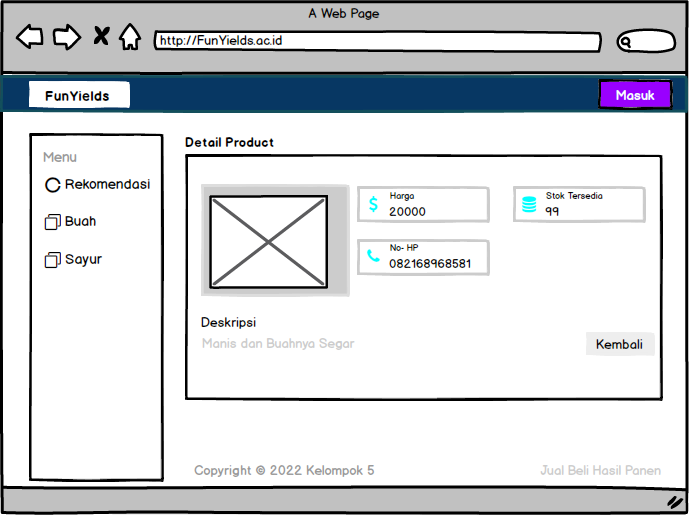 A Web Page
http://FunYields.ac.id
FunYields
Masuk
Menu
Rekomendasi
Buah
Sayur
Detail Product
Harga
20000
Stok Tersedia
99
No- HP
082168968581
Deskripsi
Manis dan Buahnya Segar
Kembali
Copyright © 2022 Kelompok 5
Jual Beli Hasil Panen